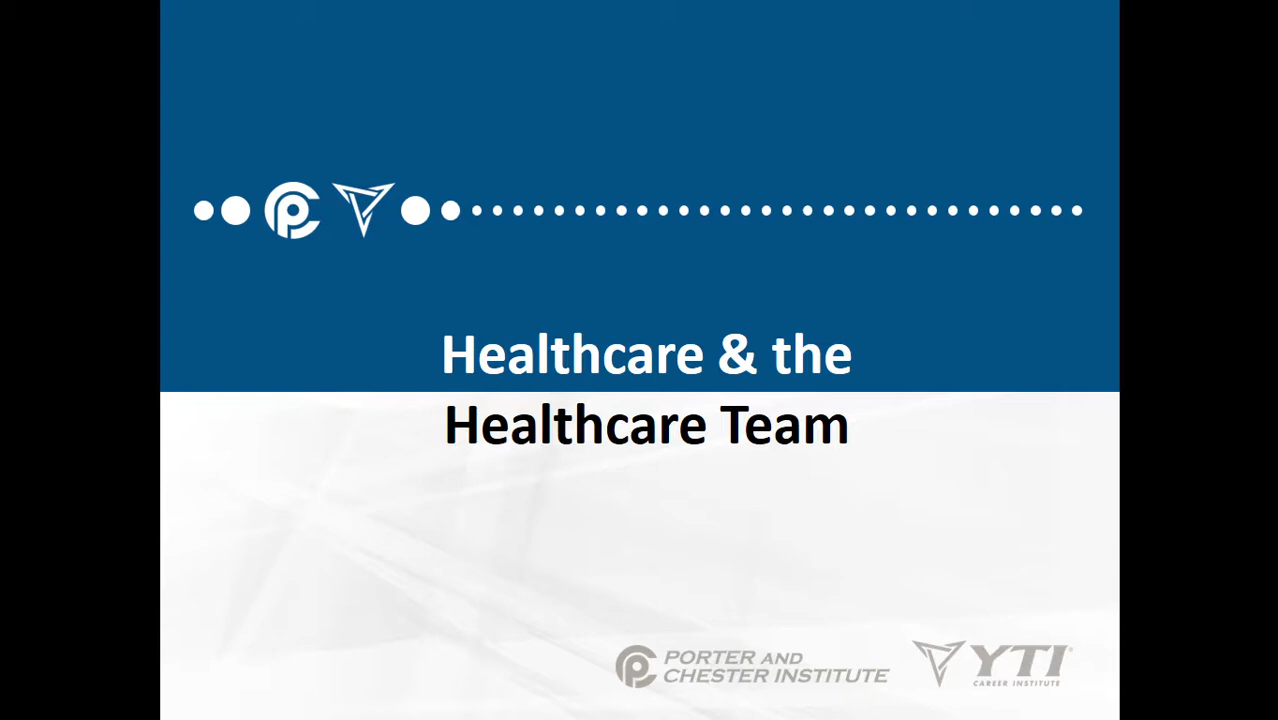 Healthcare & the
Healthcare Team
PORTER AND
CHESTER INSTITUTE
YTI®
CAREER INSTITUTE